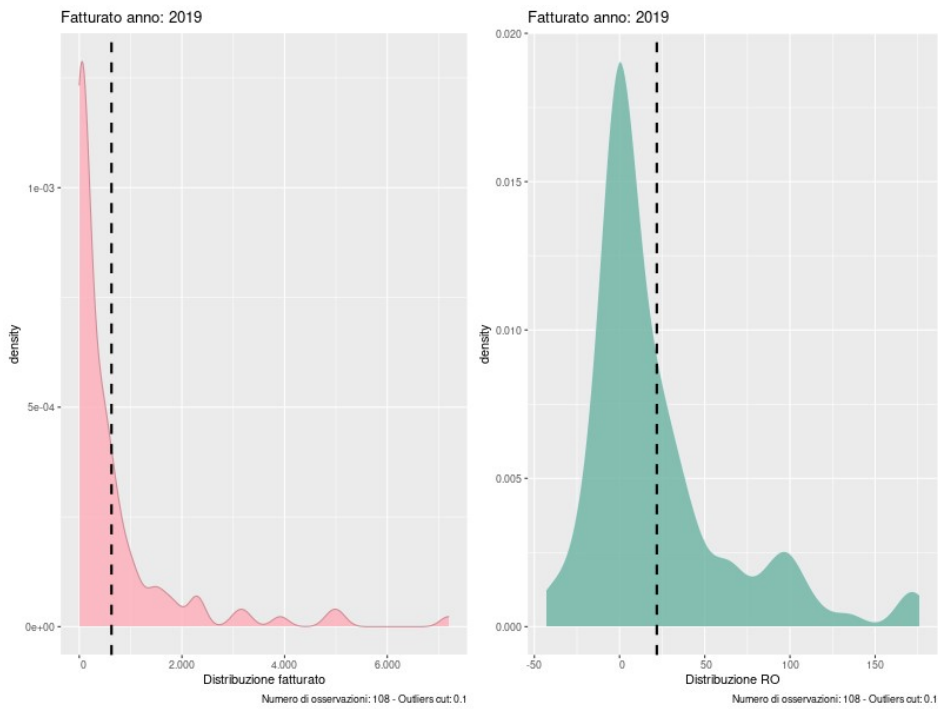 Fatturato anno: 2019
1e-03
5e-04
0e+00
density
0
2.000
4.000
6.000
Distribuzione fatturato
Numero di osservazioni: 108 - Outliers cut: 0.1
Fatturato anno: 2019
0.020
0.015
0.010
0.005
0.000
density
-50
0
50
100
150
Distribuzione RO
Numero di osservazioni: 108 - Outliers cut: 0.1